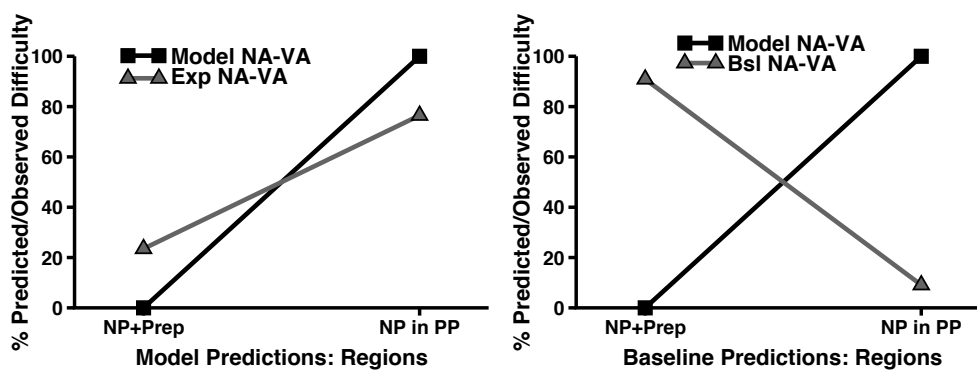 % Predicted/Observed Difficulty
100
80
60
40
20
0
Model NA-VA
Exp NA-VA
NP+Prep
NP in PP
Model Predictions: Regions
% Predicted/Observed Difficulty
100
80
60
40
20
0
Model NA-VA
Bsl NA-VA
NP+Prep
NP in PP
Baseline Predictions: Regions